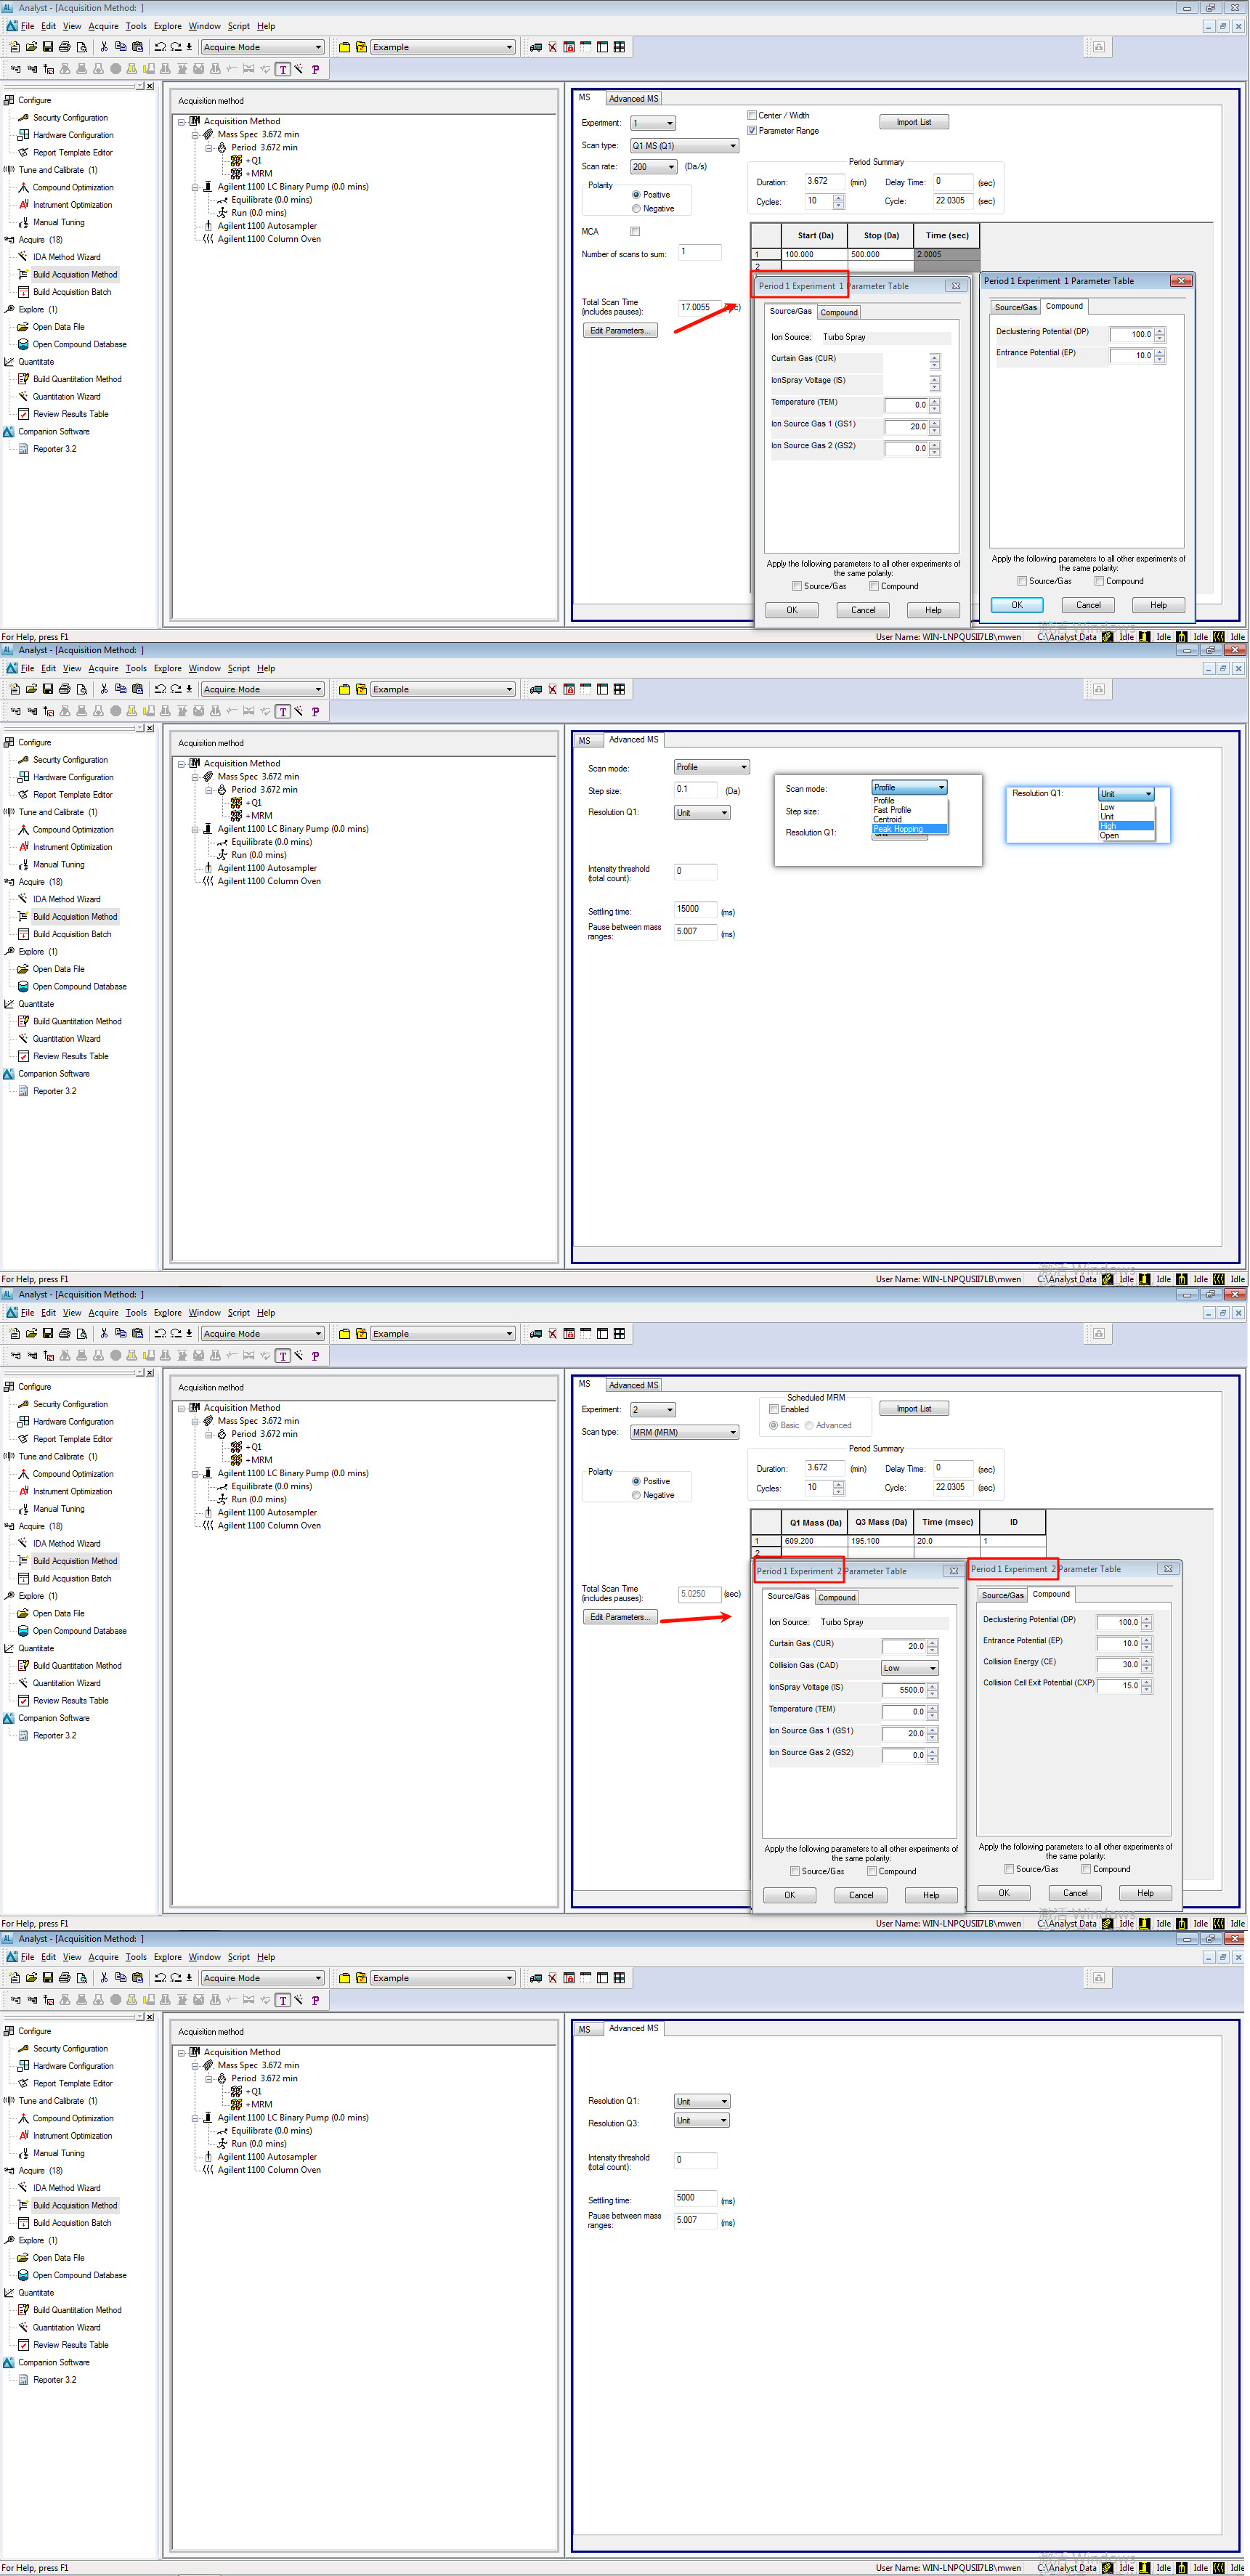 Analyst - [Acquisition Method: ]
File Edit View Acquire Tools Explore Window Script Help
Acquire Mode Example
Configure
Security Configuration
Hardware Configuration
Report Template Editor
Tune and Calibrate (1)
Compound Optimization
Instrument Optimization
Manual Tuning
Acquire (18)
IDA Method Wizard
Build Acquisition Method
Build Acquisition Batch
Explore (1)
Open Data File
Open Compound Database
Quantitate
Build Quantitation Method
Quantitation Wizard
Review Results Table
Companion Software
Reporter 3.2
Acquisition method
Acquisition Method
Mass Spec 3.672 min
Period 3.672 min
+Q1
+MRM
Agilent 1100 LC Binary Pump (0.0 mins)
Equilibrate (0.0 mins)
Run (0.0 mins)
Agilent 1100 Autosampler
Agilent 1100 Column Oven
MS Advanced MS
Experiment: 1
Center / Width
Parameter Range
Import List
Scan type: Q1 MS (Q1)
Scan rate: 200 (Da/s)
Polarity
Positive
Negative
Period Summary
Duration: 3.672 (min) Delay Time: 0 (sec)
Cycles: 10 Cycle: 22.0305 (sec)
MCA
Number of scans to sum: 1
Start (Da) Stop (Da) Time (sec)
1 100.000 500.000 2.0005
2
Total Scan Time
(includes pauses): 17.0055
Edit Parameters...
Period 1 Experiment 1 Parameter Table
Source/Gas Compound
Ion Source: Turbo Spray
Curtain Gas (CUR)
IonSpray Voltage (IS)
Temperature (TEM) 0.0
Ion Source Gas 1 (GS1) 20.0
Ion Source Gas 2 (GS2) 0.0
Apply the following parameters to all other experiments of
the same polarity:
Source/Gas Compound
OK Cancel Help
Period 1 Experiment 1 Parameter Table
Source/Gas Compound
Declustering Potential (DP) 100.0
Entrance Potential (EP) 10.0
Apply the following parameters to all other experiments of
the same polarity:
Source/Gas Compound
OK Cancel Help
激活 Windows
For Help, press F1
User Name: WIN-LNPQUSII7LB\mwen C:\Analyst Data Idle Idle Idle Idle
Analyst - [Acquisition Method: ]
File Edit View Acquire Tools Explore Window Script Help
Acquire Mode Example
Configure
Security Configuration
Hardware Configuration
Report Template Editor
Tune and Calibrate (1)
Compound Optimization
Instrument Optimization
Manual Tuning
Acquire (18)
IDA Method Wizard
Build Acquisition Method
Build Acquisition Batch
Explore (1)
Open Data File
Open Compound Database
Quantitate
Build Quantitation Method
Quantitation Wizard
Review Results Table
Companion Software
Reporter 3.2
Acquisition method
Acquisition Method
Mass Spec 3.672 min
Period 3.672 min
+Q1
+MRM
Agilent 1100 LC Binary Pump (0.0 mins)
Equilibrate (0.0 mins)
Run (0.0 mins)
Agilent 1100 Autosampler
Agilent 1100 Column Oven
MS Advanced MS
Scan mode: Profile
Step size: 0.1 (Da)
Resolution Q1: Unit
Intensity threshold
(total count): 0
Settling time: 15000 (ms)
Pause between mass
ranges: 5.007 (ms)
Scan mode: Profile
Profile
Fast Profile
Step size:
Centroid
Peak Hopping
Resolution Q1:
Resolution Q1: Unit
Low
Unit
High
Open
激活 Windows
For Help, press F1
User Name: WIN-LNPQUSII7LB\mwen C:\Analyst Data Idle Idle Idle Idle
Analyst - [Acquisition Method: ]
File Edit View Acquire Tools Explore Window Script Help
Acquire Mode Example
Configure
Security Configuration
Hardware Configuration
Report Template Editor
Tune and Calibrate (1)
Compound Optimization
Instrument Optimization
Manual Tuning
Acquire (18)
IDA Method Wizard
Build Acquisition Method
Build Acquisition Batch
Explore (1)
Open Data File
Open Compound Database
Quantitate
Build Quantitation Method
Quantitation Wizard
Review Results Table
Companion Software
Reporter 3.2
Acquisition method
Acquisition Method
Mass Spec 3.672 min
Period 3.672 min
+Q1
+MRM
Agilent 1100 LC Binary Pump (0.0 mins)
Equilibrate (0.0 mins)
Run (0.0 mins)
Agilent 1100 Autosampler
Agilent 1100 Column Oven
MS Advanced MS
Experiment: 2
Scan type: MRM (MRM)
Scheduled MRM
Enabled
Basic Advanced
Import List
Polarity
Positive
Negative
Period Summary
Duration: 3.672 (min) Delay Time: 0 (sec)
Cycles: 10 Cycle: 22.0305 (sec)
Q1 Mass (Da) Q3 Mass (Da) Time (msec) ID
1 609.200 195.100 20.0 1
2
Total Scan Time
(includes pauses): 5.0250 (sec)
Edit Parameters...
Period 1 Experiment 2 Parameter Table
Source/Gas Compound
Ion Source: Turbo Spray
Curtain Gas (CUR) 20.0
Collision Gas (CAD) Low
IonSpray Voltage (IS) 5500.0
Temperature (TEM) 0.0
Ion Source Gas 1 (GS1) 20.0
Ion Source Gas 2 (GS2) 0.0
Apply the following parameters to all other experiments of
the same polarity:
Source/Gas Compound
OK Cancel Help
Period 1 Experiment 2 Parameter Table
Source/Gas Compound
Declustering Potential (DP) 100.0
Entrance Potential (EP) 10.0
Collision Energy (CE) 30.0
Collision Cell Exit Potential (CXP) 15.0
Apply the following parameters to all other experiments of
the same polarity:
Source/Gas Compound
OK Cancel Help
激活 Windows
For Help, press F1
User Name: WIN-LNPQUSII7LB\mwen C:\Analyst Data Idle Idle Idle Idle
Analyst - [Acquisition Method: ]
File Edit View Acquire Tools Explore Window Script Help
Acquire Mode Example
Configure
Security Configuration
Hardware Configuration
Report Template Editor
Tune and Calibrate (1)
Compound Optimization
Instrument Optimization
Manual Tuning
Acquire (18)
IDA Method Wizard
Build Acquisition Method
Build Acquisition Batch
Explore (1)
Open Data File
Open Compound Database
Quantitate
Build Quantitation Method
Quantitation Wizard
Review Results Table
Companion Software
Reporter 3.2
Acquisition method
Acquisition Method
Mass Spec 3.672 min
Period 3.672 min
+Q1
+MRM
Agilent 1100 LC Binary Pump (0.0 mins)
Equilibrate (0.0 mins)
Run (0.0 mins)
Agilent 1100 Autosampler
Agilent 1100 Column Oven
MS Advanced MS
Resolution Q1: Unit
Resolution Q3: Unit
Intensity threshold
(total count): 0
Settling time: 5000 (ms)
Pause between mass
ranges: 5.007 (ms)
激活 Windows
For Help, press F1
User Name: WIN-LNPQUSII7LB\mwen C:\Analyst Data Idle Idle Idle Idle